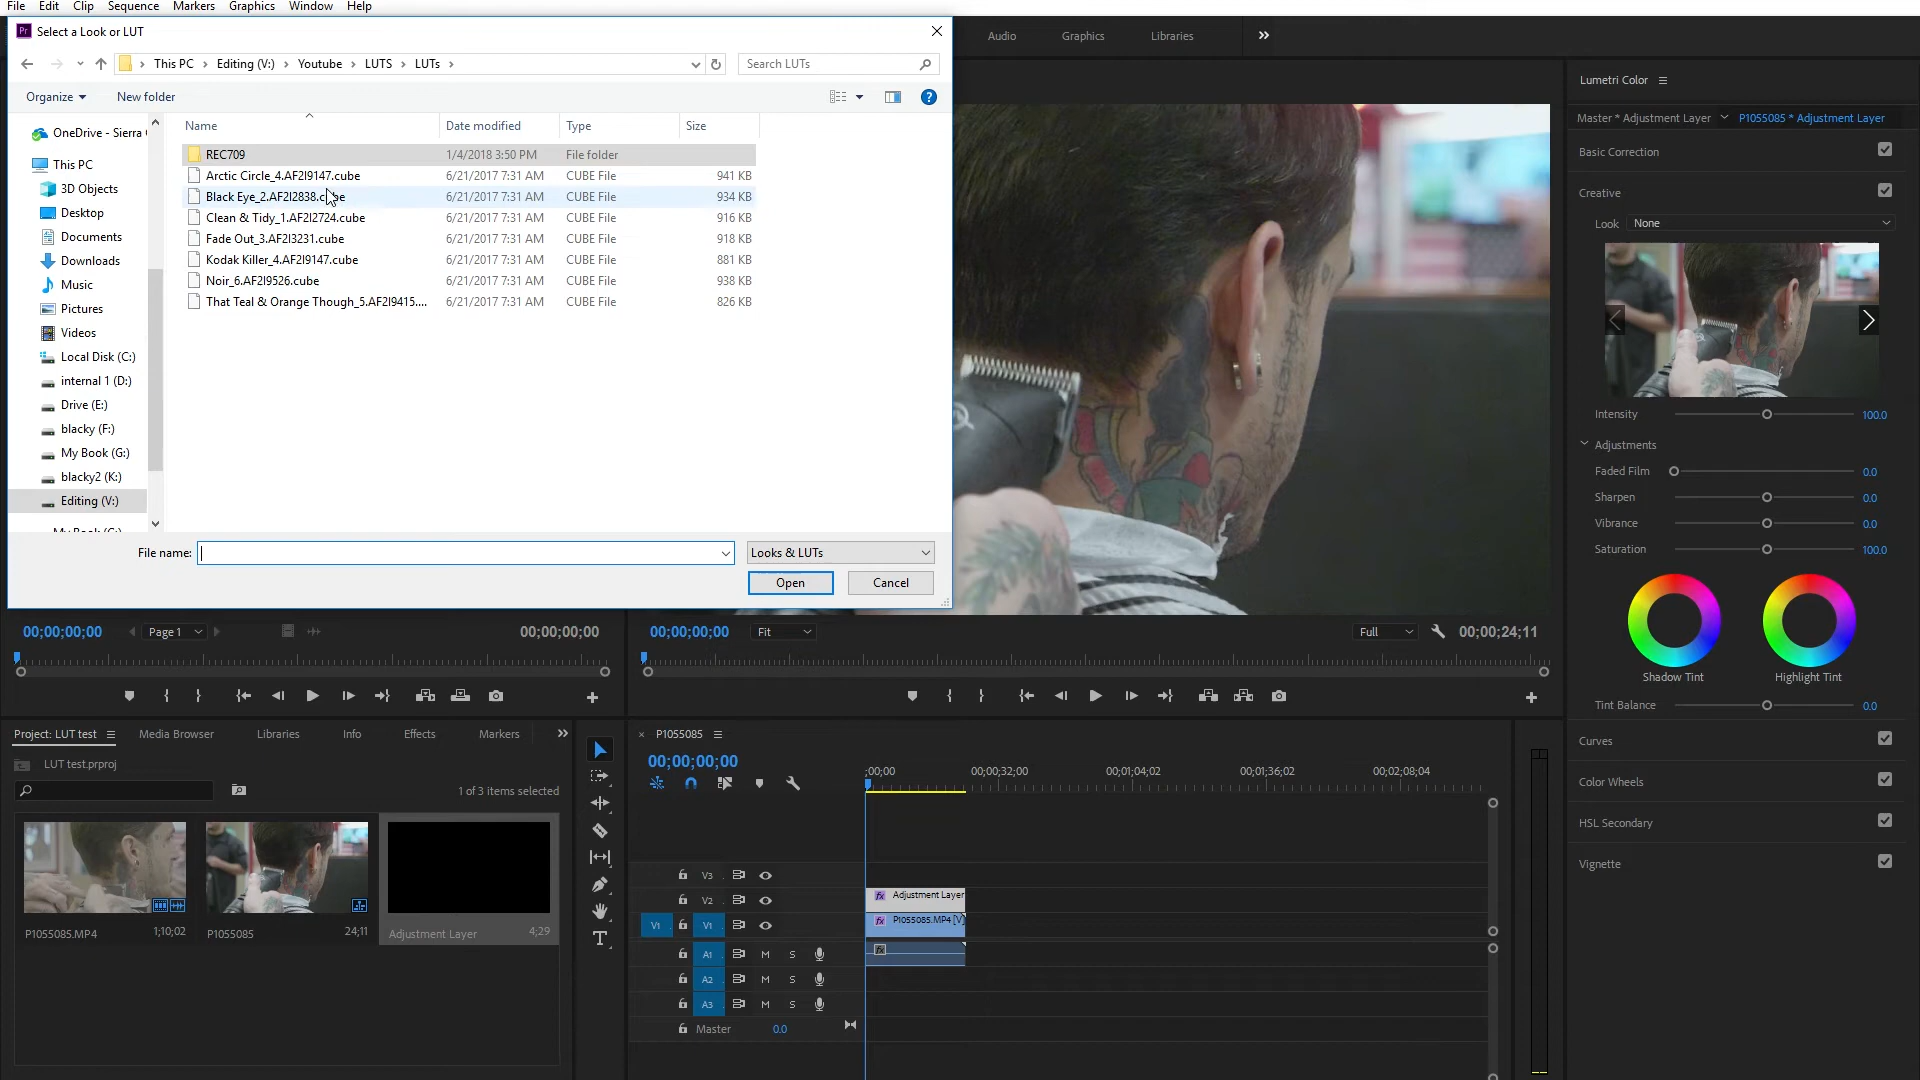 File Edit Clip Sequence Markers Graphics Window Help
Pr Select a Look or LUT
This PC Editing (V:) Youtube LUTS LUTs
Search LUTs
Organize New folder
Name Date modified Type Size
REC709 1/4/2018 3:50 PM File folder
Arctic Circle_4.AF2I9147.cube 6/21/2017 7:31 AM CUBE File 941 KB
Black Eye_2.AF2I2838.cube 6/21/2017 7:31 AM CUBE File 934 KB
Clean & Tidy_1.AF2I2724.cube 6/21/2017 7:31 AM CUBE File 916 KB
Fade Out_3.AF2I3231.cube 6/21/2017 7:31 AM CUBE File 918 KB
Kodak Killer_4.AF2I9147.cube 6/21/2017 7:31 AM CUBE File 881 KB
Noir_6.AF2I9526.cube 6/21/2017 7:31 AM CUBE File 938 KB
That Teal & Orange Though_5.AF2I9415.... 6/21/2017 7:31 AM CUBE File 826 KB
OneDrive - Sierra
This PC
3D Objects
Desktop
Documents
Downloads
Music
Pictures
Videos
Local Disk (C:)
internal 1 (D:)
Drive (E:)
blacky (F:)
My Book (G:)
blacky2 (K:)
Editing (V:)
File name: Looks & LUTs
Open Cancel
Audio Graphics Libraries
Lumetri Color
Master * Adjustment Layer P1055085 * Adjustment Layer
Basic Correction
Creative
Look None
Intensity 100.0
Adjustments
Faded Film 0.0
Sharpen 0.0
Vibrance 0.0
Saturation 100.0
Shadow Tint Highlight Tint
Tint Balance 0.0
Curves
Color Wheels
HSL Secondary
Vignette
00;00;00;00 Page 1 00;00;00;00
00;00;00;00 Fit Full 00;00;24;11
Project: LUT test Media Browser Libraries Info Effects Markers
LUT test.prproj
1 of 3 items selected
P1055085.MP4 1;10;02
P1055085 24;11
Adjustment Layer 4;29
P1055085
00;00;00;00
;00;00 00;00;32;00 00;01;04;02 00;01;36;02 00;02;08;04
V3
V2 fx Adjustment Layer
V1 V1 fx P1055085.MP4 [V]
A1 M S fx
A2 M S
A3 M S
Master 0.0